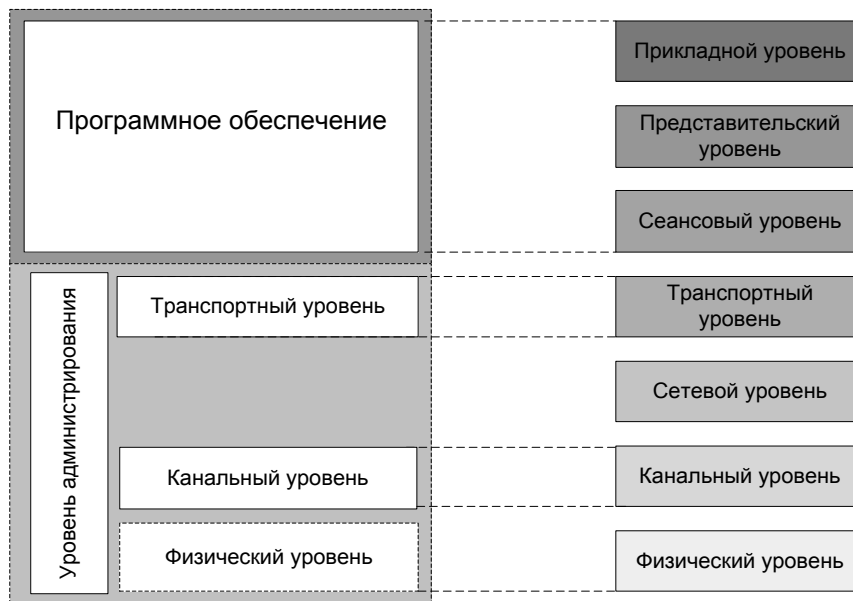 Программное обеспечение
Уровень администрирования
Транспортный уровень
Канальный уровень
Физический уровень
Прикладной уровень
Представительский
уровень
Сеансовый уровень
Транспортный
уровень
Сетевой уровень
Канальный уровень
Физический уровень